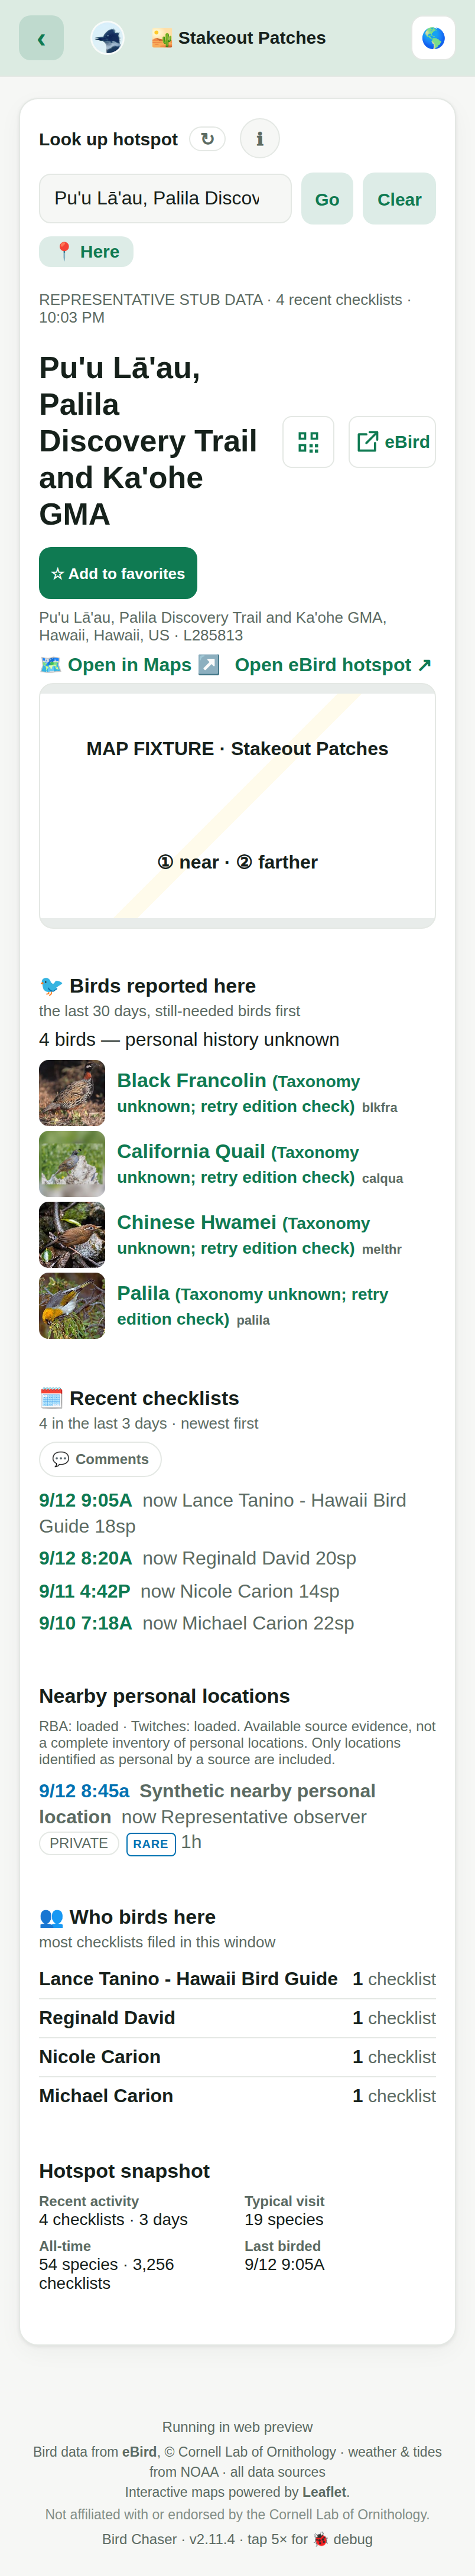 ‹ 🏜️ Stakeout Patches 🌎
Look up hotspot ↻ ℹ
Pu'u Lā'au, Palila Discov Go Clear
📍 Here
REPRESENTATIVE STUB DATA · 4 recent checklists ·
10:03 PM
Pu'u Lā'au,
Palila
Discovery Trail
and Ka'ohe
GMA
eBird
☆ Add to favorites
Pu'u Lā'au, Palila Discovery Trail and Ka'ohe GMA,
Hawaii, Hawaii, US · L285813
🗺️ Open in Maps ↗️ Open eBird hotspot ↗
MAP FIXTURE · Stakeout Patches
① near · ② farther
🐦 Birds reported here
the last 30 days, still-needed birds first
4 birds — personal history unknown
Black Francolin (Taxonomy
unknown; retry edition check) blkfra
California Quail (Taxonomy
unknown; retry edition check) calqua
Chinese Hwamei (Taxonomy
unknown; retry edition check) melthr
Palila (Taxonomy unknown; retry
edition check) palila
🗓️ Recent checklists
4 in the last 3 days · newest first
💬 Comments
9/12 9:05A now Lance Tanino - Hawaii Bird
Guide 18sp
9/12 8:20A now Reginald David 20sp
9/11 4:42P now Nicole Carion 14sp
9/10 7:18A now Michael Carion 22sp
Nearby personal locations
RBA: loaded · Twitches: loaded. Available source evidence, not
a complete inventory of personal locations. Only locations
identified as personal by a source are included.
9/12 8:45a Synthetic nearby personal
location now Representative observer
PRIVATE RARE 1h
👥 Who birds here
most checklists filed in this window
Lance Tanino - Hawaii Bird Guide 1 checklist
Reginald David 1 checklist
Nicole Carion 1 checklist
Michael Carion 1 checklist
Hotspot snapshot
Recent activity Typical visit
4 checklists · 3 days 19 species
All-time Last birded
54 species · 3,256 9/12 9:05A
checklists
Running in web preview
Bird data from eBird, © Cornell Lab of Ornithology · weather & tides
from NOAA · all data sources
Interactive maps powered by Leaflet.
Not affiliated with or endorsed by the Cornell Lab of Ornithology.
Bird Chaser · v2.11.4 · tap 5× for 🐞 debug